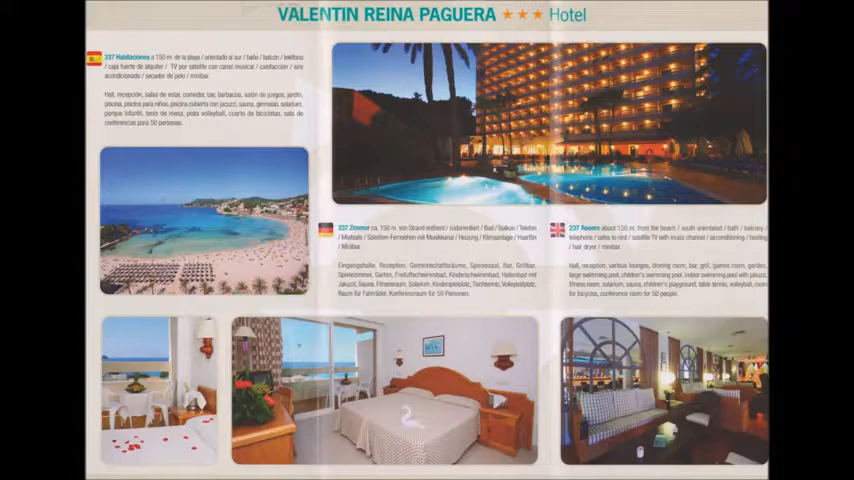 VALENTIN REINA PAGUERA ★★★ Hotel
237 Habitaciones a 150 m. de la playa / orientado al sur / baño / balcón / teléfono
/ caja fuerte de alquiler / TV por satélite con canal musical / calefacción / aire
acondicionado / secador de pelo / minibar.
Hall, recepción, salas de estar, comedor, bar, barbacoa, salón de juegos, jardín,
piscina, piscina para niños, piscina cubierta con jacuzzi, sauna, gimnasio, solarium,
parque infantil, tenis de mesa, pista volleyball, cuarto de bicicletas, sala de
conferencias para 50 personas.
237 Zimmer ca. 150 m. von Strand entfernt / südorientiert / Bad / Balkon / Telefon
/ Mietsafe / Satelliten-Fernsehen mit Musikkanal / Heizung / Klimaanlage / Haarfön
/ Minibar
Eingangshalle, Rezeption, Gemeinschaftsräume, Speisesaal, Bar, Grillbar,
Spielezimmer, Garten, Freiluftschwimmbad, Kinderschwimmbad, Hallenbad mit
Jakuzzi, Sauna, Fitnessraum, Solarium, Kinderspielplatz, Tischtennis, Volleyballplatz,
Raum für Fahrräder, Konferenzraum für 50 Personen.
237 Rooms about 150 m. from the beach / south orientated / bath / balcony /
telephone / safes to rent / satellite TV with music channel / airconditioning / heating
/ hair dryer / minibar.
Hall, reception, various lounges, dinning room, bar, grill, games room, garden,
large swimming pool, children's swimming pool, indoor swimming pool with jakuzzi,
fitness room, solarium, sauna, children's playground, table tennis, volleyball, room
for bicycles, conference room for 50 people.